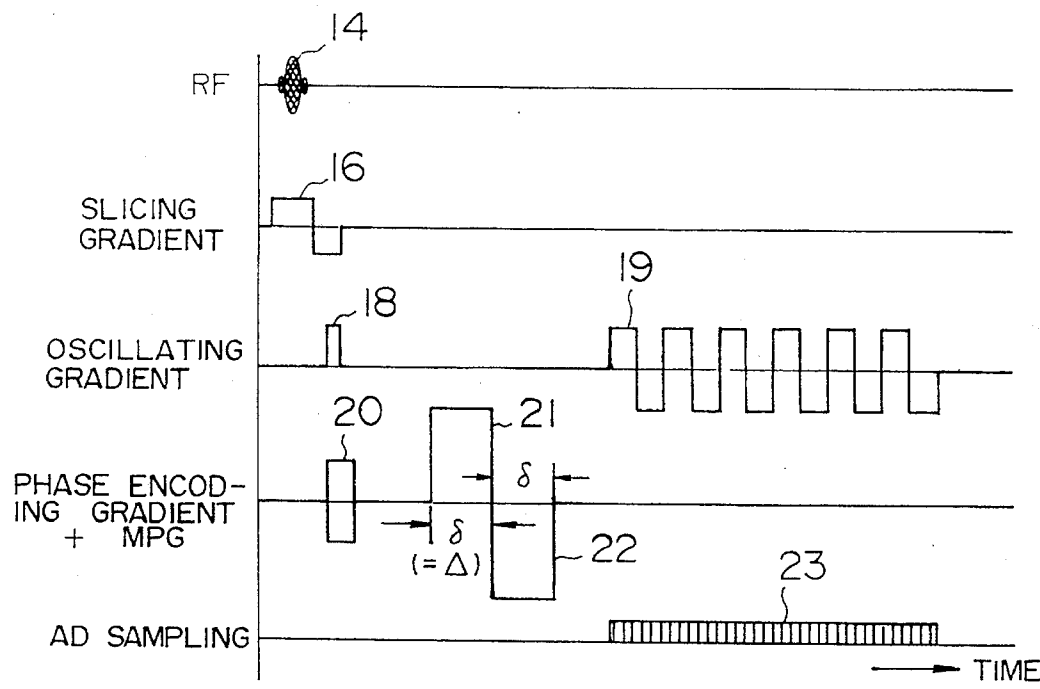 14
RF
16
SLICING
GRADIENT
18
19
OSCILLATING
GRADIENT
20
21
δ
PHASE ENCOD-
ING GRADIENT
+ MPG
δ
(= Δ)
22
23
AD SAMPLING
TIME